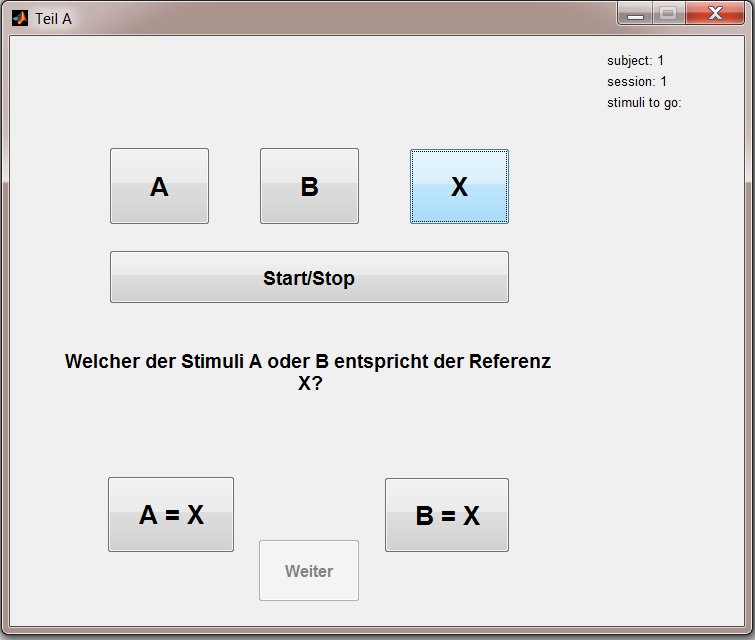 Teil A
subject: 1
session: 1
stimuli to go:
A
B
X
Start/Stop
Welcher der Stimuli A oder B entspricht der Referenz
X?
A = X
B = X
Weiter